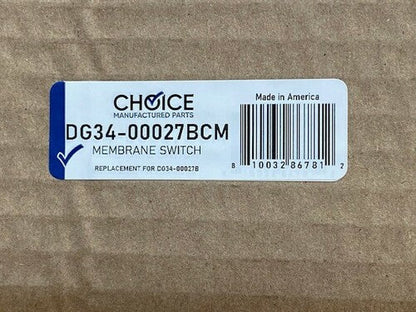 CHOICE
MANUFACTURED PARTS
DG34-00027BCM
MEMBRANE SWITCH
REPLACEMENT FOR DG34-00027B
Made in America
8 10032 86781 2